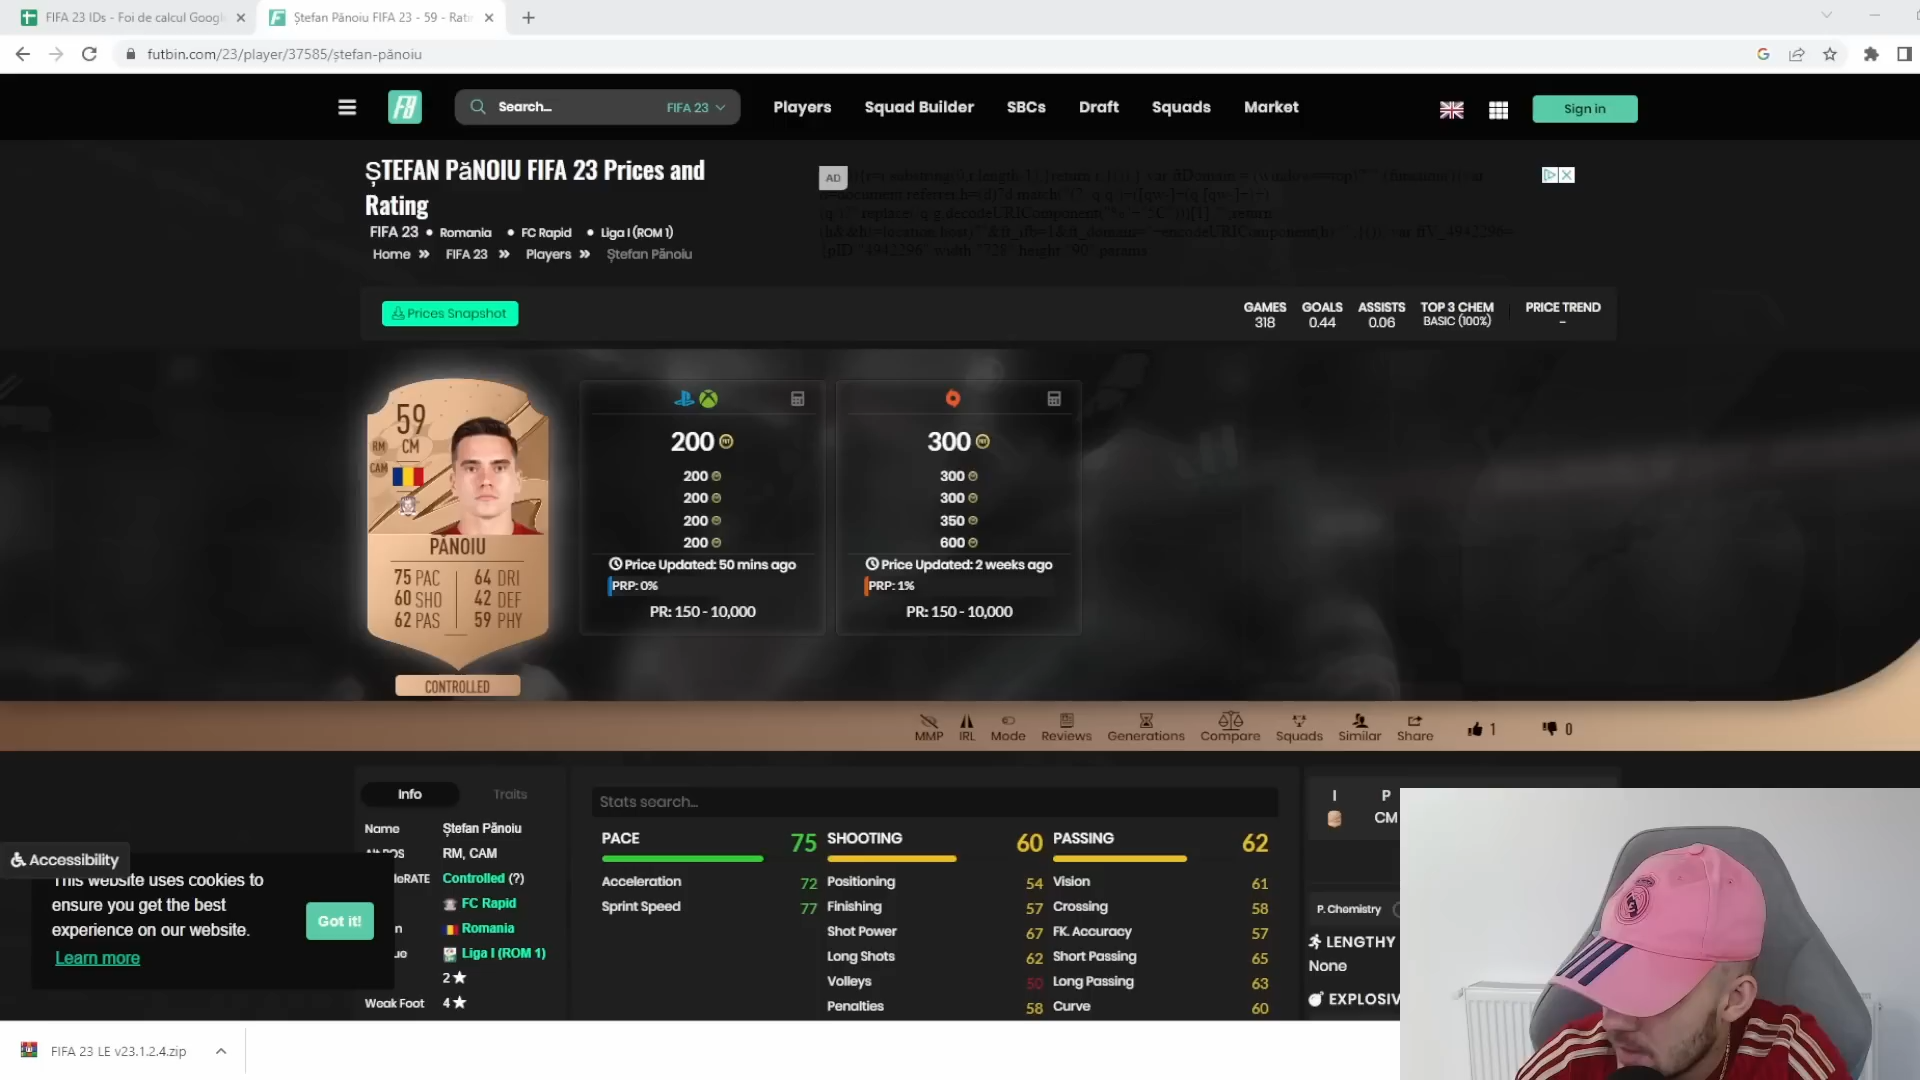 FIFA 23 IDs - Foi de calcul Googl
Ștefan Pănoiu FIFA 23 - 59 - Rati
futbin.com/23/player/37585/ștefan-pănoiu
Search... FIFA 23 Players Squad Builder SBCs Draft Squads Market Sign in
ȘTEFAN PăNOIU FIFA 23 Prices and
Rating
FIFA 23 • Romania • FC Rapid • Liga I (ROM 1)
Home » FIFA 23 » Players » Ștefan Pănoiu
AD
Prices Snapshot
GAMES GOALS ASSISTS TOP 3 CHEM PRICE TREND
318 0.44 0.06 BASIC (100%) -
59
CM
RM
CAM
PANOIU
75 PAC 64 DRI
60 SHO 42 DEF
62 PAS 59 PHY
CONTROLLED
200
200
200
200
200
Price Updated: 50 mins ago
PRP: 0%
PR: 150 - 10,000
300
300
300
350
600
Price Updated: 2 weeks ago
PRP: 1%
PR: 150 - 10,000
MMP IRL Mode Reviews Generations Compare Squads Similar Share 1 0
Info Traits
Name Ștefan Pănoiu
RM, CAM
Controlled (?)
FC Rapid
Romania
Liga I (ROM 1)
2
Weak Foot 4
Accessibility
This website uses cookies to
ensure you get the best
experience on our website.
Learn more
Got it!
Stats search...
PACE 75 SHOOTING 60 PASSING 62
Acceleration 72 Positioning 54 Vision 61
Sprint Speed 77 Finishing 57 Crossing 58
Shot Power 67 FK. Accuracy 57
Long Shots 62 Short Passing 65
Volleys 50 Long Passing 63
Penalties 58 Curve 60
I P
CM
P. Chemistry
LENGTHY
None
EXPLOSIV
FIFA 23 LE v23.1.2.4.zip